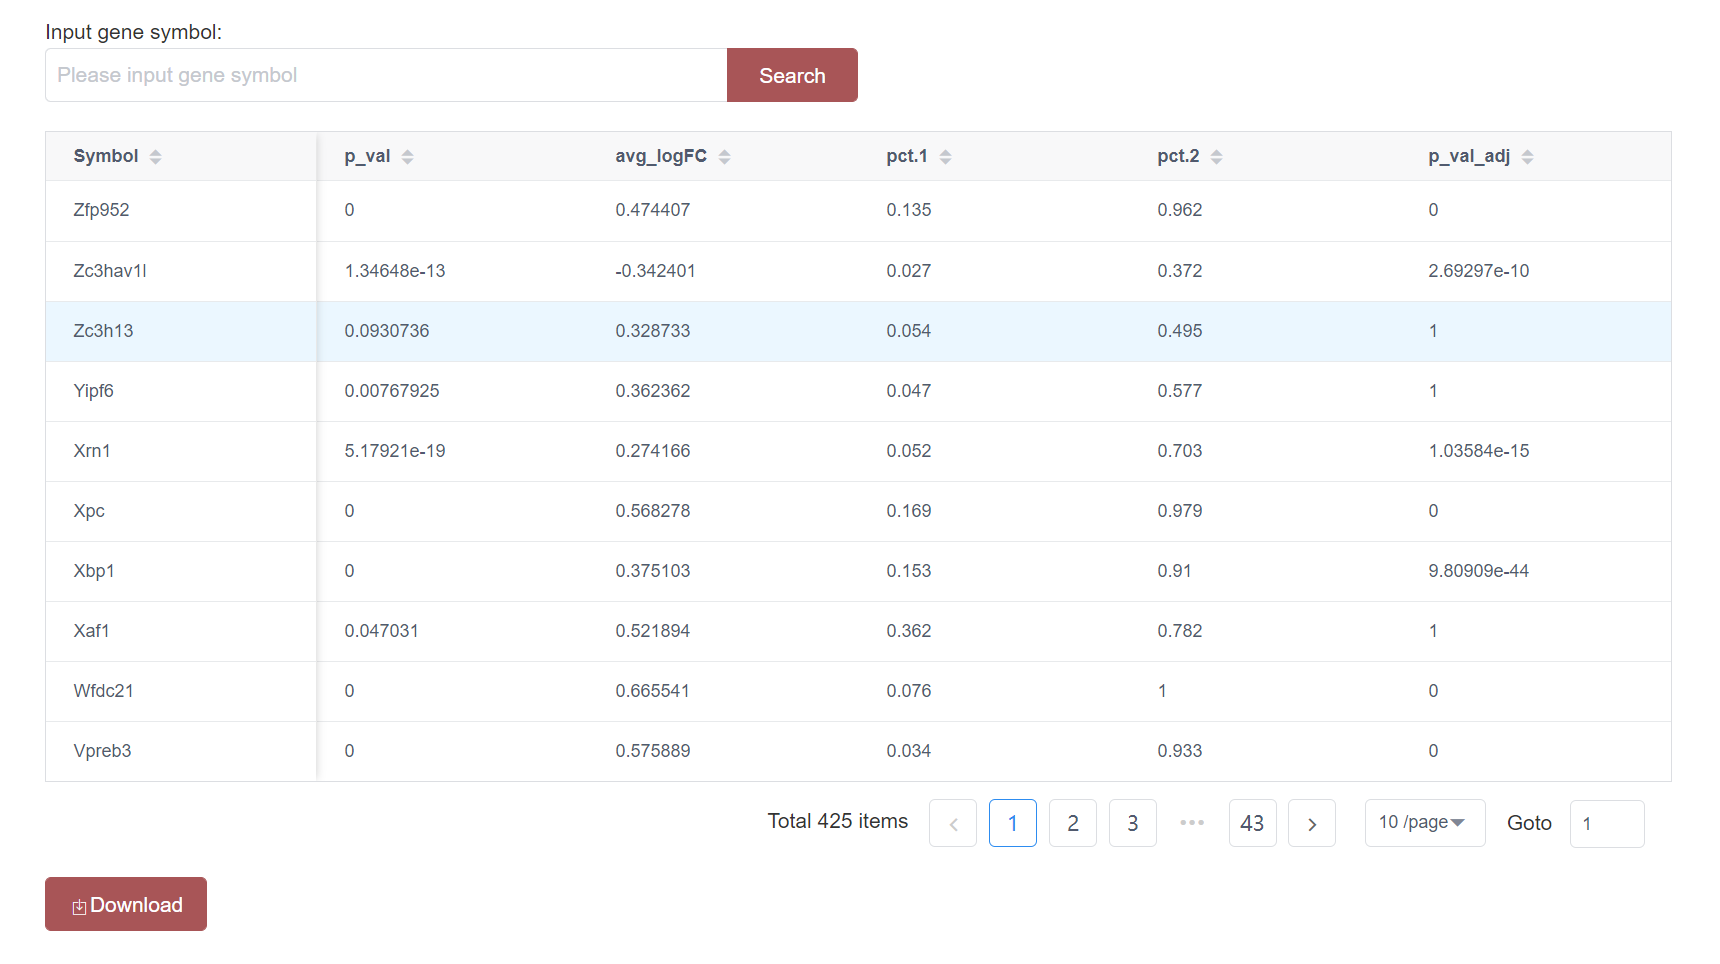 Input gene symbol:
Please input gene symbol Search
Symbol p_val avg_logFC pct.1 pct.2 p_val_adj
Zfp952 0 0.474407 0.135 0.962 0
Zc3hav1l 1.34648e-13 -0.342401 0.027 0.372 2.69297e-10
Zc3h13 0.0930736 0.328733 0.054 0.495 1
Yipf6 0.00767925 0.362362 0.047 0.577 1
Xrn1 5.17921e-19 0.274166 0.052 0.703 1.03584e-15
Xpc 0 0.568278 0.169 0.979 0
Xbp1 0 0.375103 0.153 0.91 9.80909e-44
Xaf1 0.047031 0.521894 0.362 0.782 1
Wfdc21 0 0.665541 0.076 1 0
Vpreb3 0 0.575889 0.034 0.933 0
Total 425 items < 1 2 3 ••• 43 > 10 /page Goto 1
Download